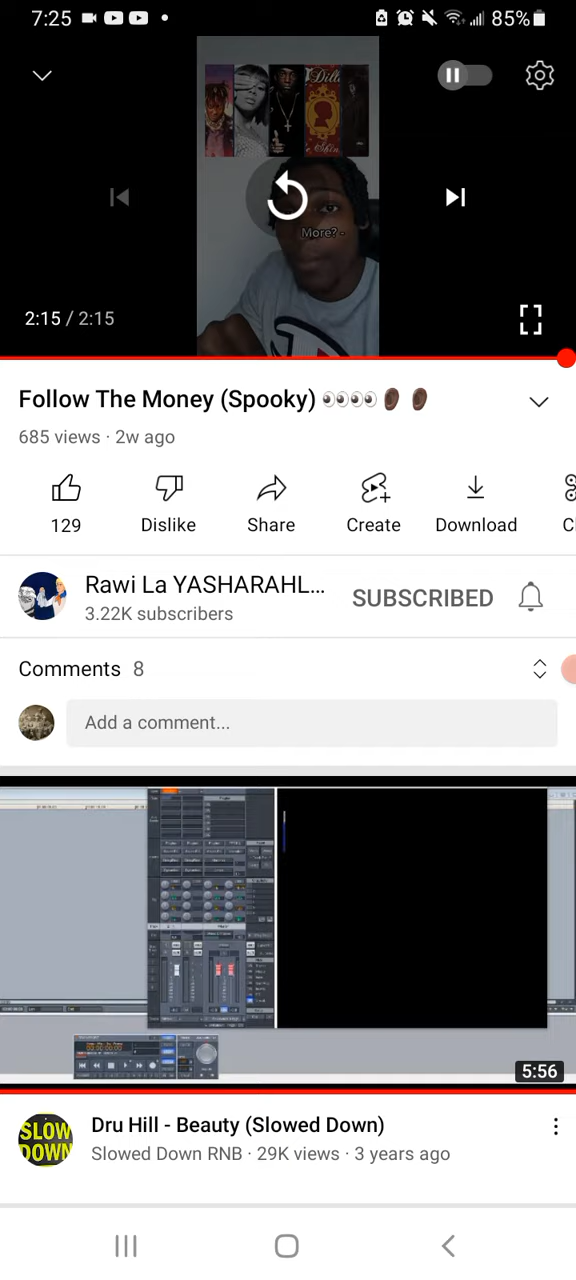 7:25
85%
Dilla
Shin
More? -
2:15 / 2:15
Follow The Money (Spooky) 👀👀👂🏿👂🏿
685 views · 2w ago
129
Dislike
Share
Create
Download
Rawi La YASHARAHL...
3.22K subscribers
SUBSCRIBED
Comments 8
Add a comment...
5:56
SLOW
DOWN
Dru Hill - Beauty (Slowed Down)
Slowed Down RNB · 29K views · 3 years ago